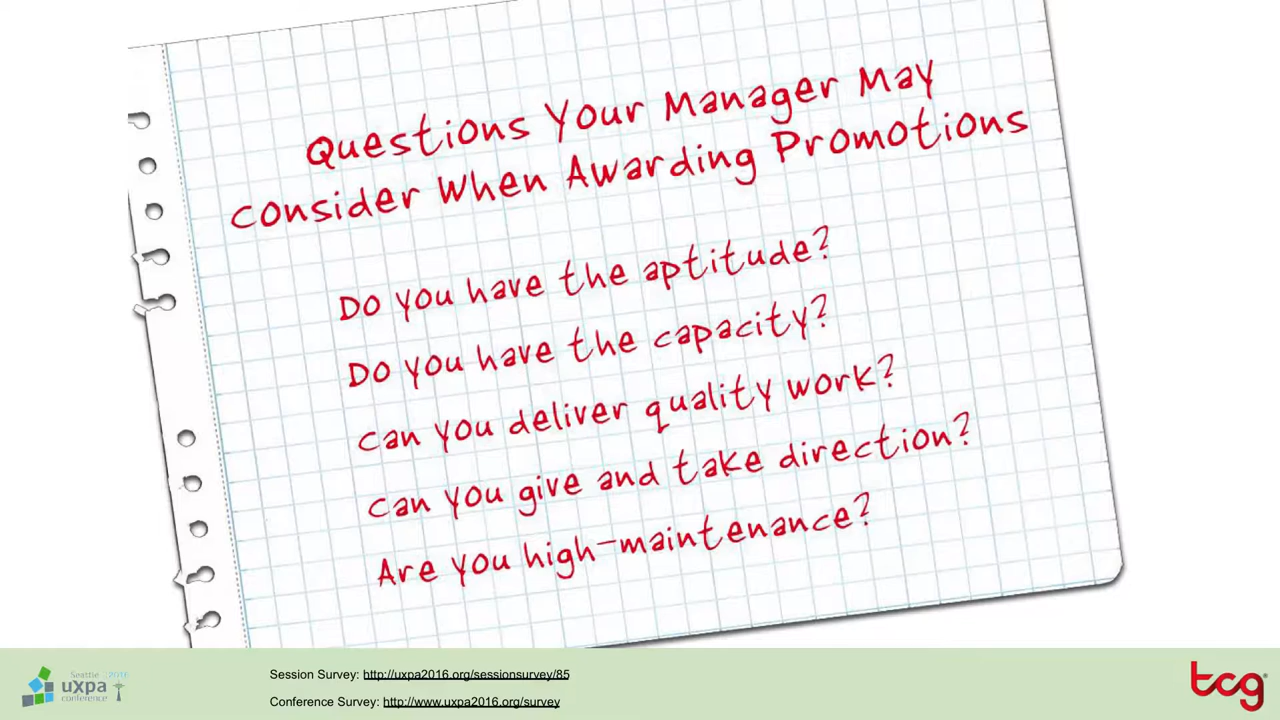 Questions Your Manager May
Consider When Awarding Promotions
Do you have the aptitude?
Do you have the capacity?
Can you deliver quality work?
Can you give and take direction?
Are you high-maintenance?
Seattle 2016
uxpa
conference
Session Survey: http://uxpa2016.org/sessionsurvey/85
Conference Survey: http://www.uxpa2016.org/survey
tcg